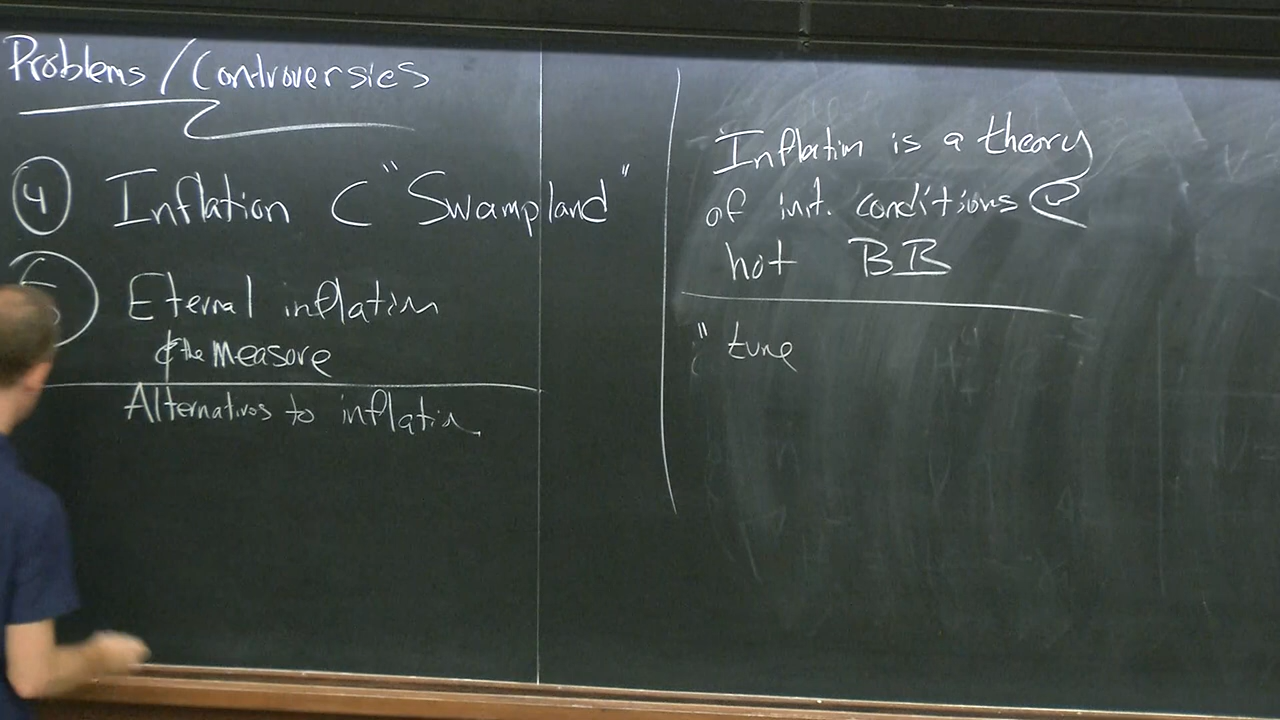 Problems / Controversies
4 Inflation ⊂ "Swampland"
5 Eternal inflation
& the measure
Alternatives to inflation
Inflation is a theory
of init. conditions @
hot BB
" tune